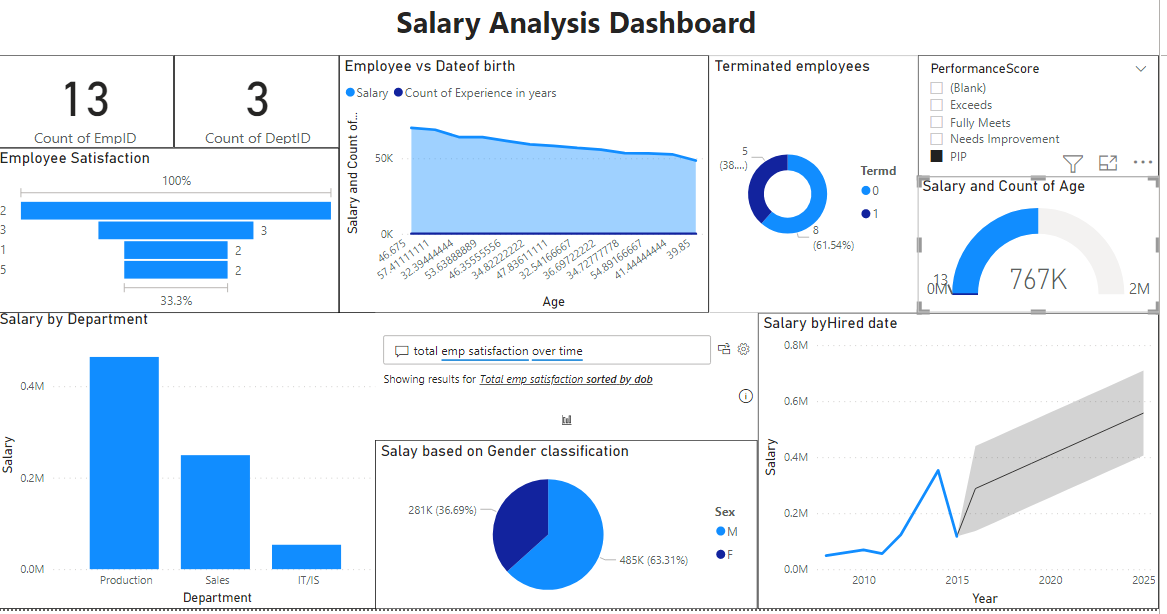 Salary Analysis Dashboard
13
Count of EmpID
3
Count of DeptID
Employee Satisfaction
100%
2
3
3
1
2
5
2
33.3%
Employee vs Dateof birth
Salary
Count of Experience in years
Salary and Count of...
50K
0K
46.675
57.41111111
32.39444444
53.63888889
46.35555556
34.82222222
47.83611111
32.54166667
36.69722222
34.72777778
54.89166667
41.44444444
39.85
Age
Terminated employees
5
(38....)
8
(61.54%)
Termd
0
1
PerformanceScore
(Blank)
Exceeds
Fully Meets
Needs Improvement
PIP
Salary and Count of Age
13
0M
767K
2M
Salary by Department
Salary
0.4M
0.2M
0.0M
Production
Sales
IT/IS
Department
total emp satisfaction over time
Showing results for Total emp satisfaction sorted by dob
Salay based on Gender classification
281K (36.69%)
485K (63.31%)
Sex
M
F
Salary byHired date
Salary
0.8M
0.6M
0.4M
0.2M
0.0M
2010
2015
2020
2025
Year